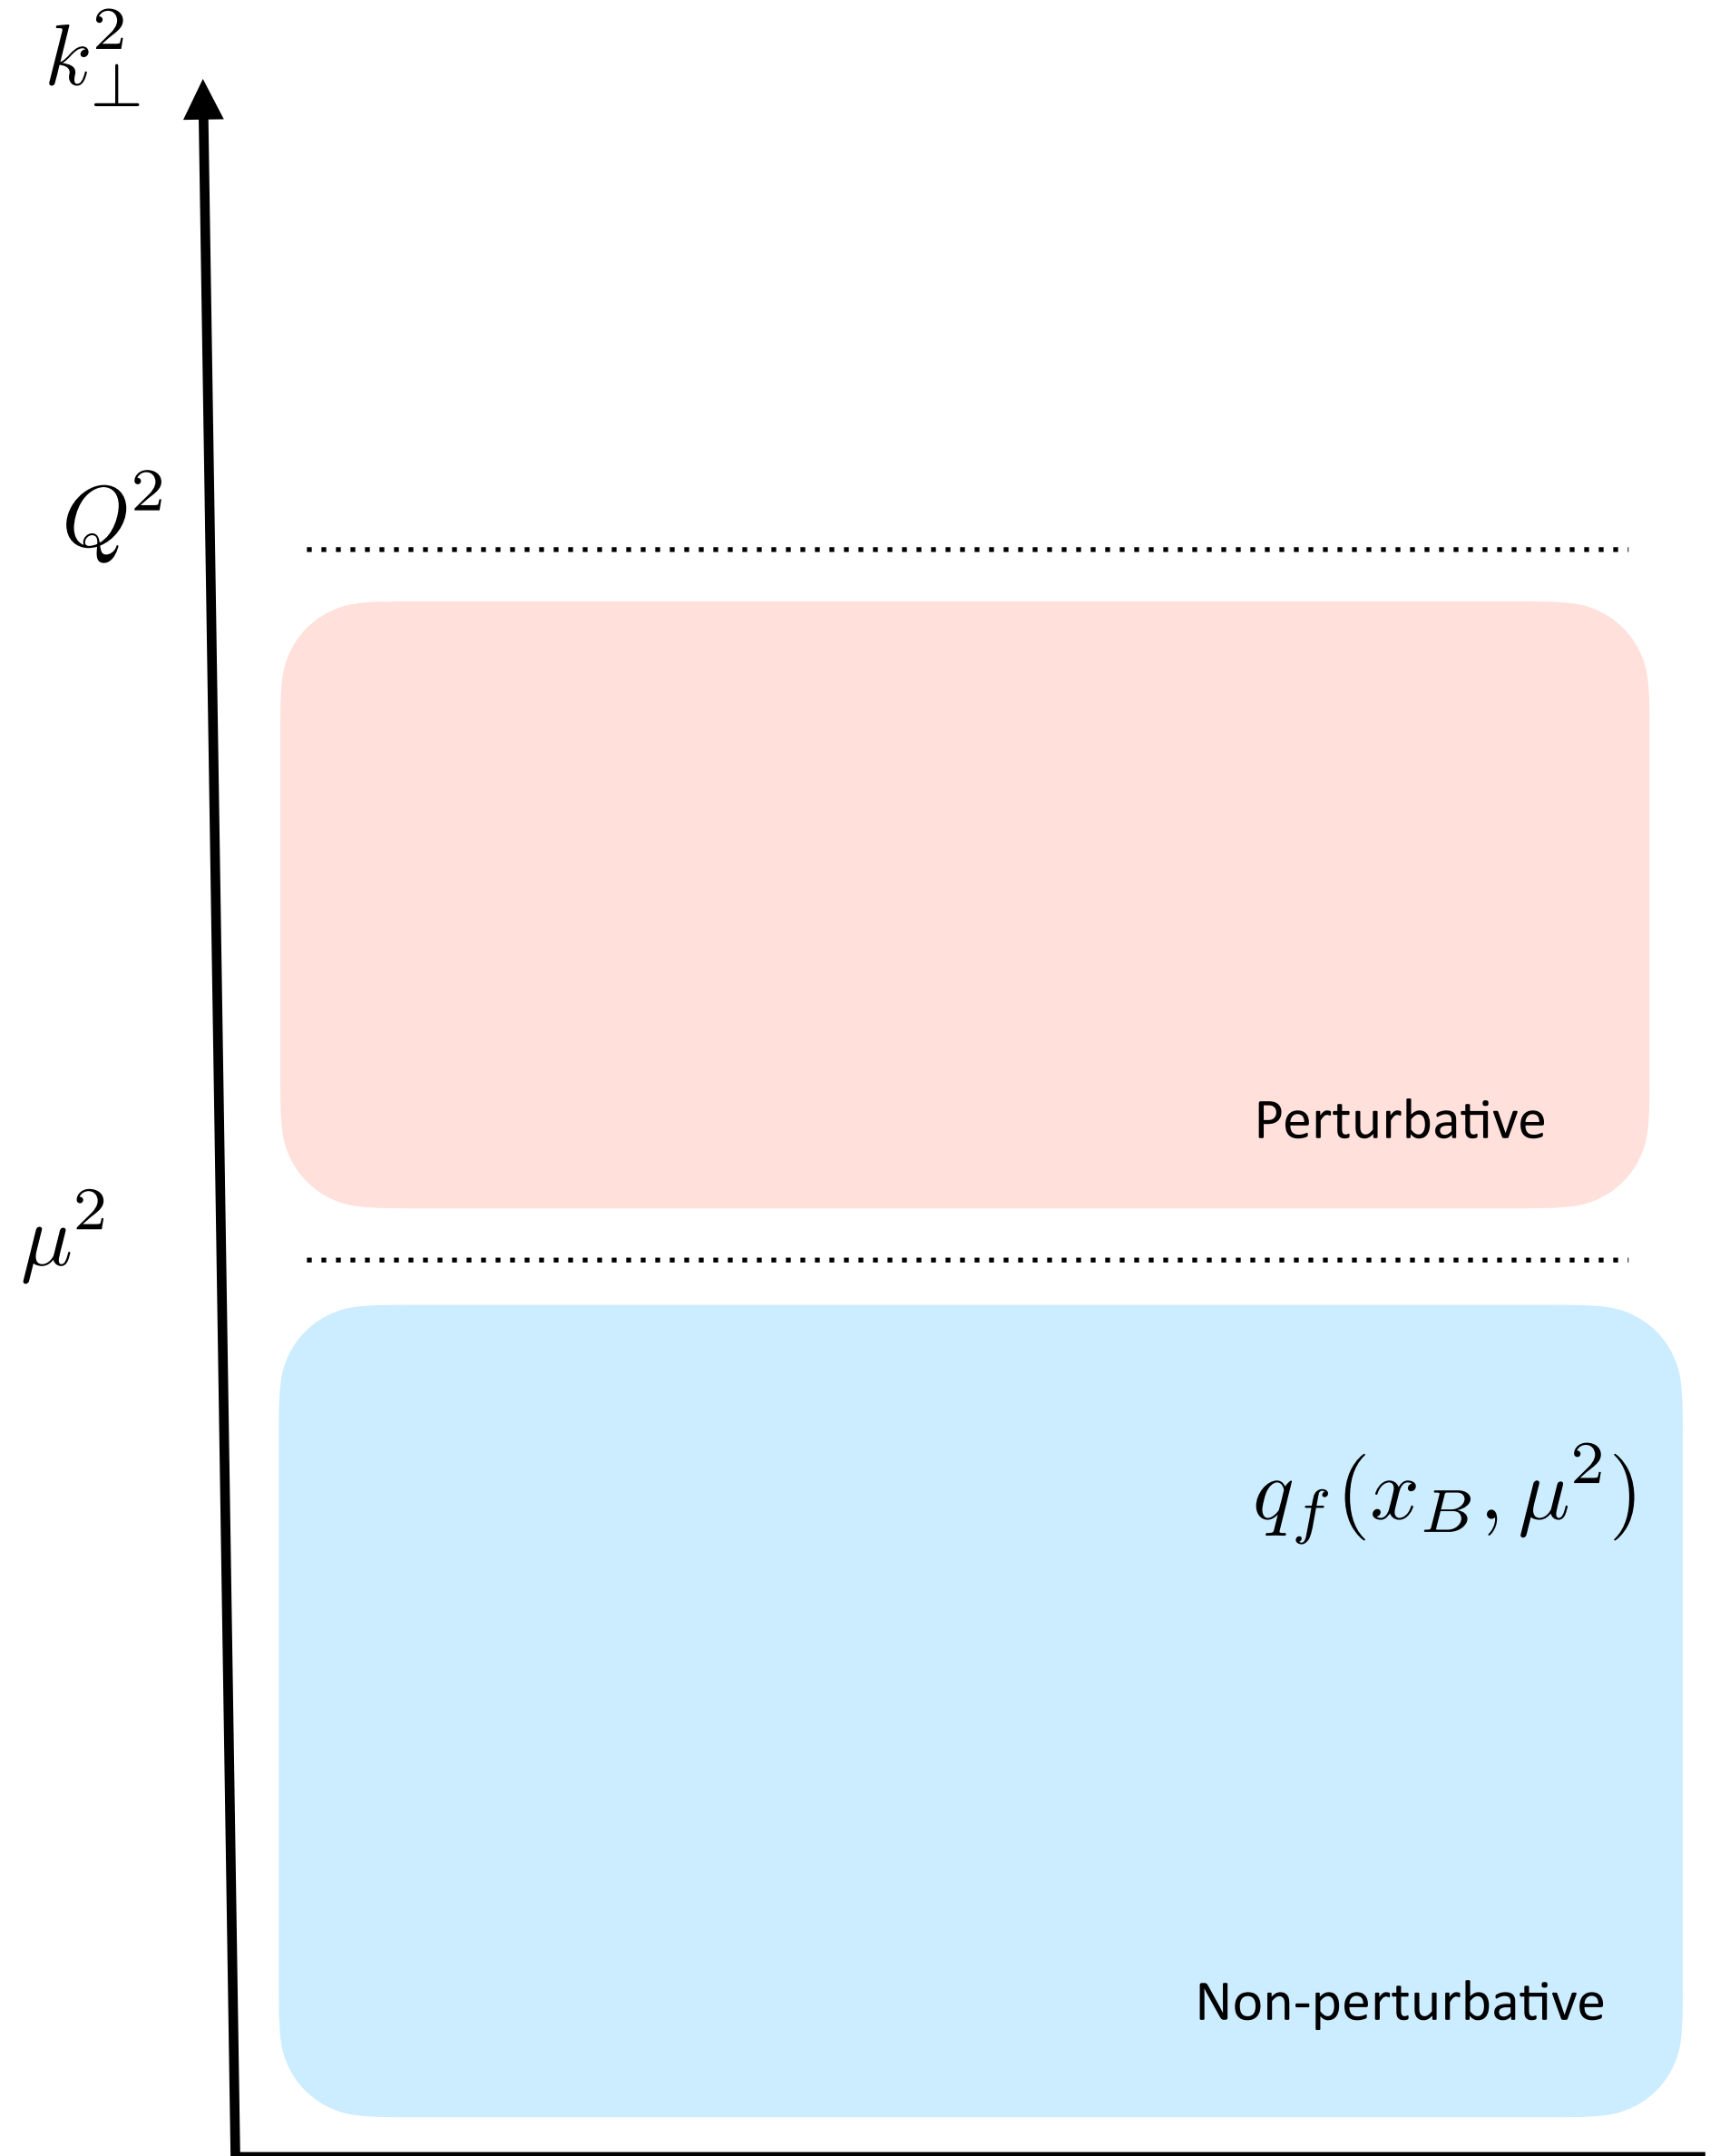 k_⊥^2
Q^2
Perturbative
μ^2
q_f(x_B, μ^2)
Non-perturbative